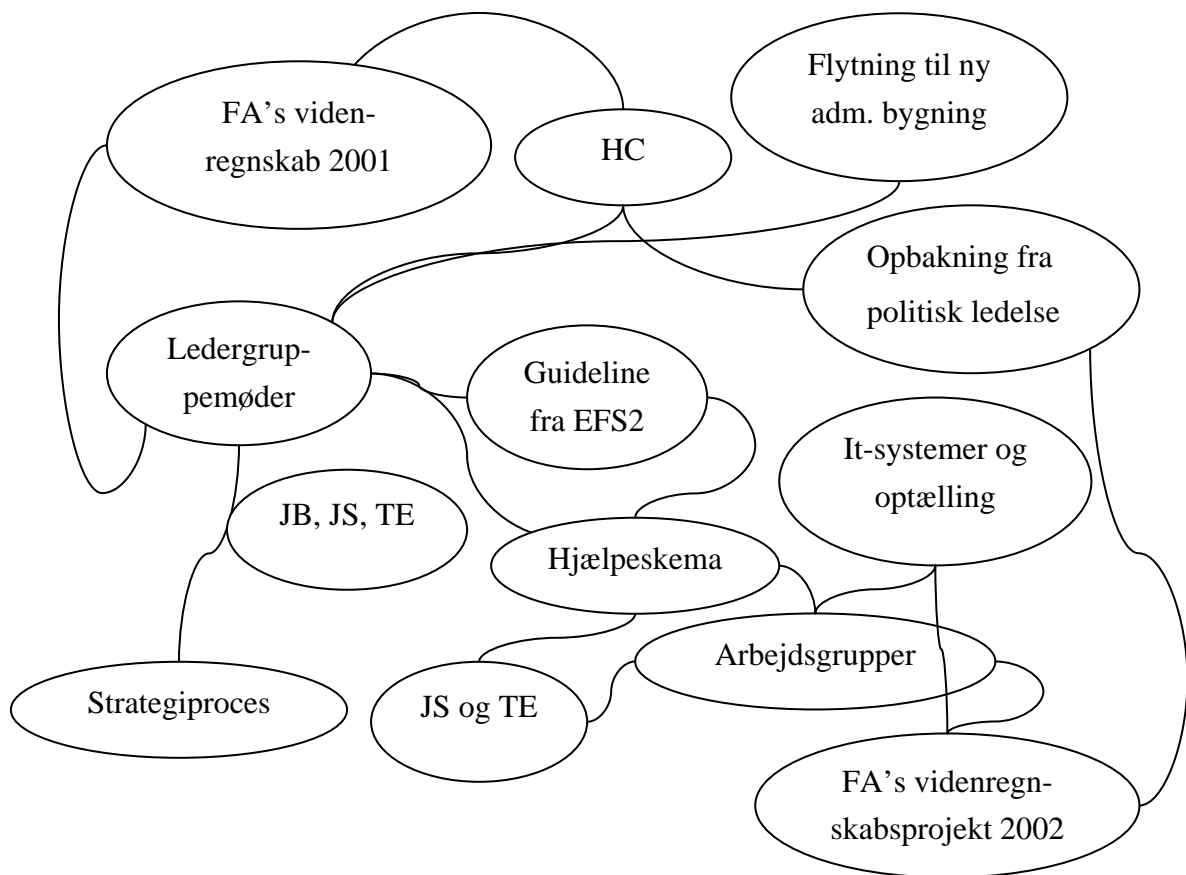 FA’s viden-
regnskab 2001
HC
Flytning til ny
adm. bygning
Opbakning fra
politisk ledelse
Ledergrup-
pemøder
Guideline
fra EFS2
It-systemer og
optælling
JB, JS, TE
Hjælpeskema
Arbejdsgrupper
Strategiproces
JS og TE
FA’s videnregn-
skabsprojekt 2002